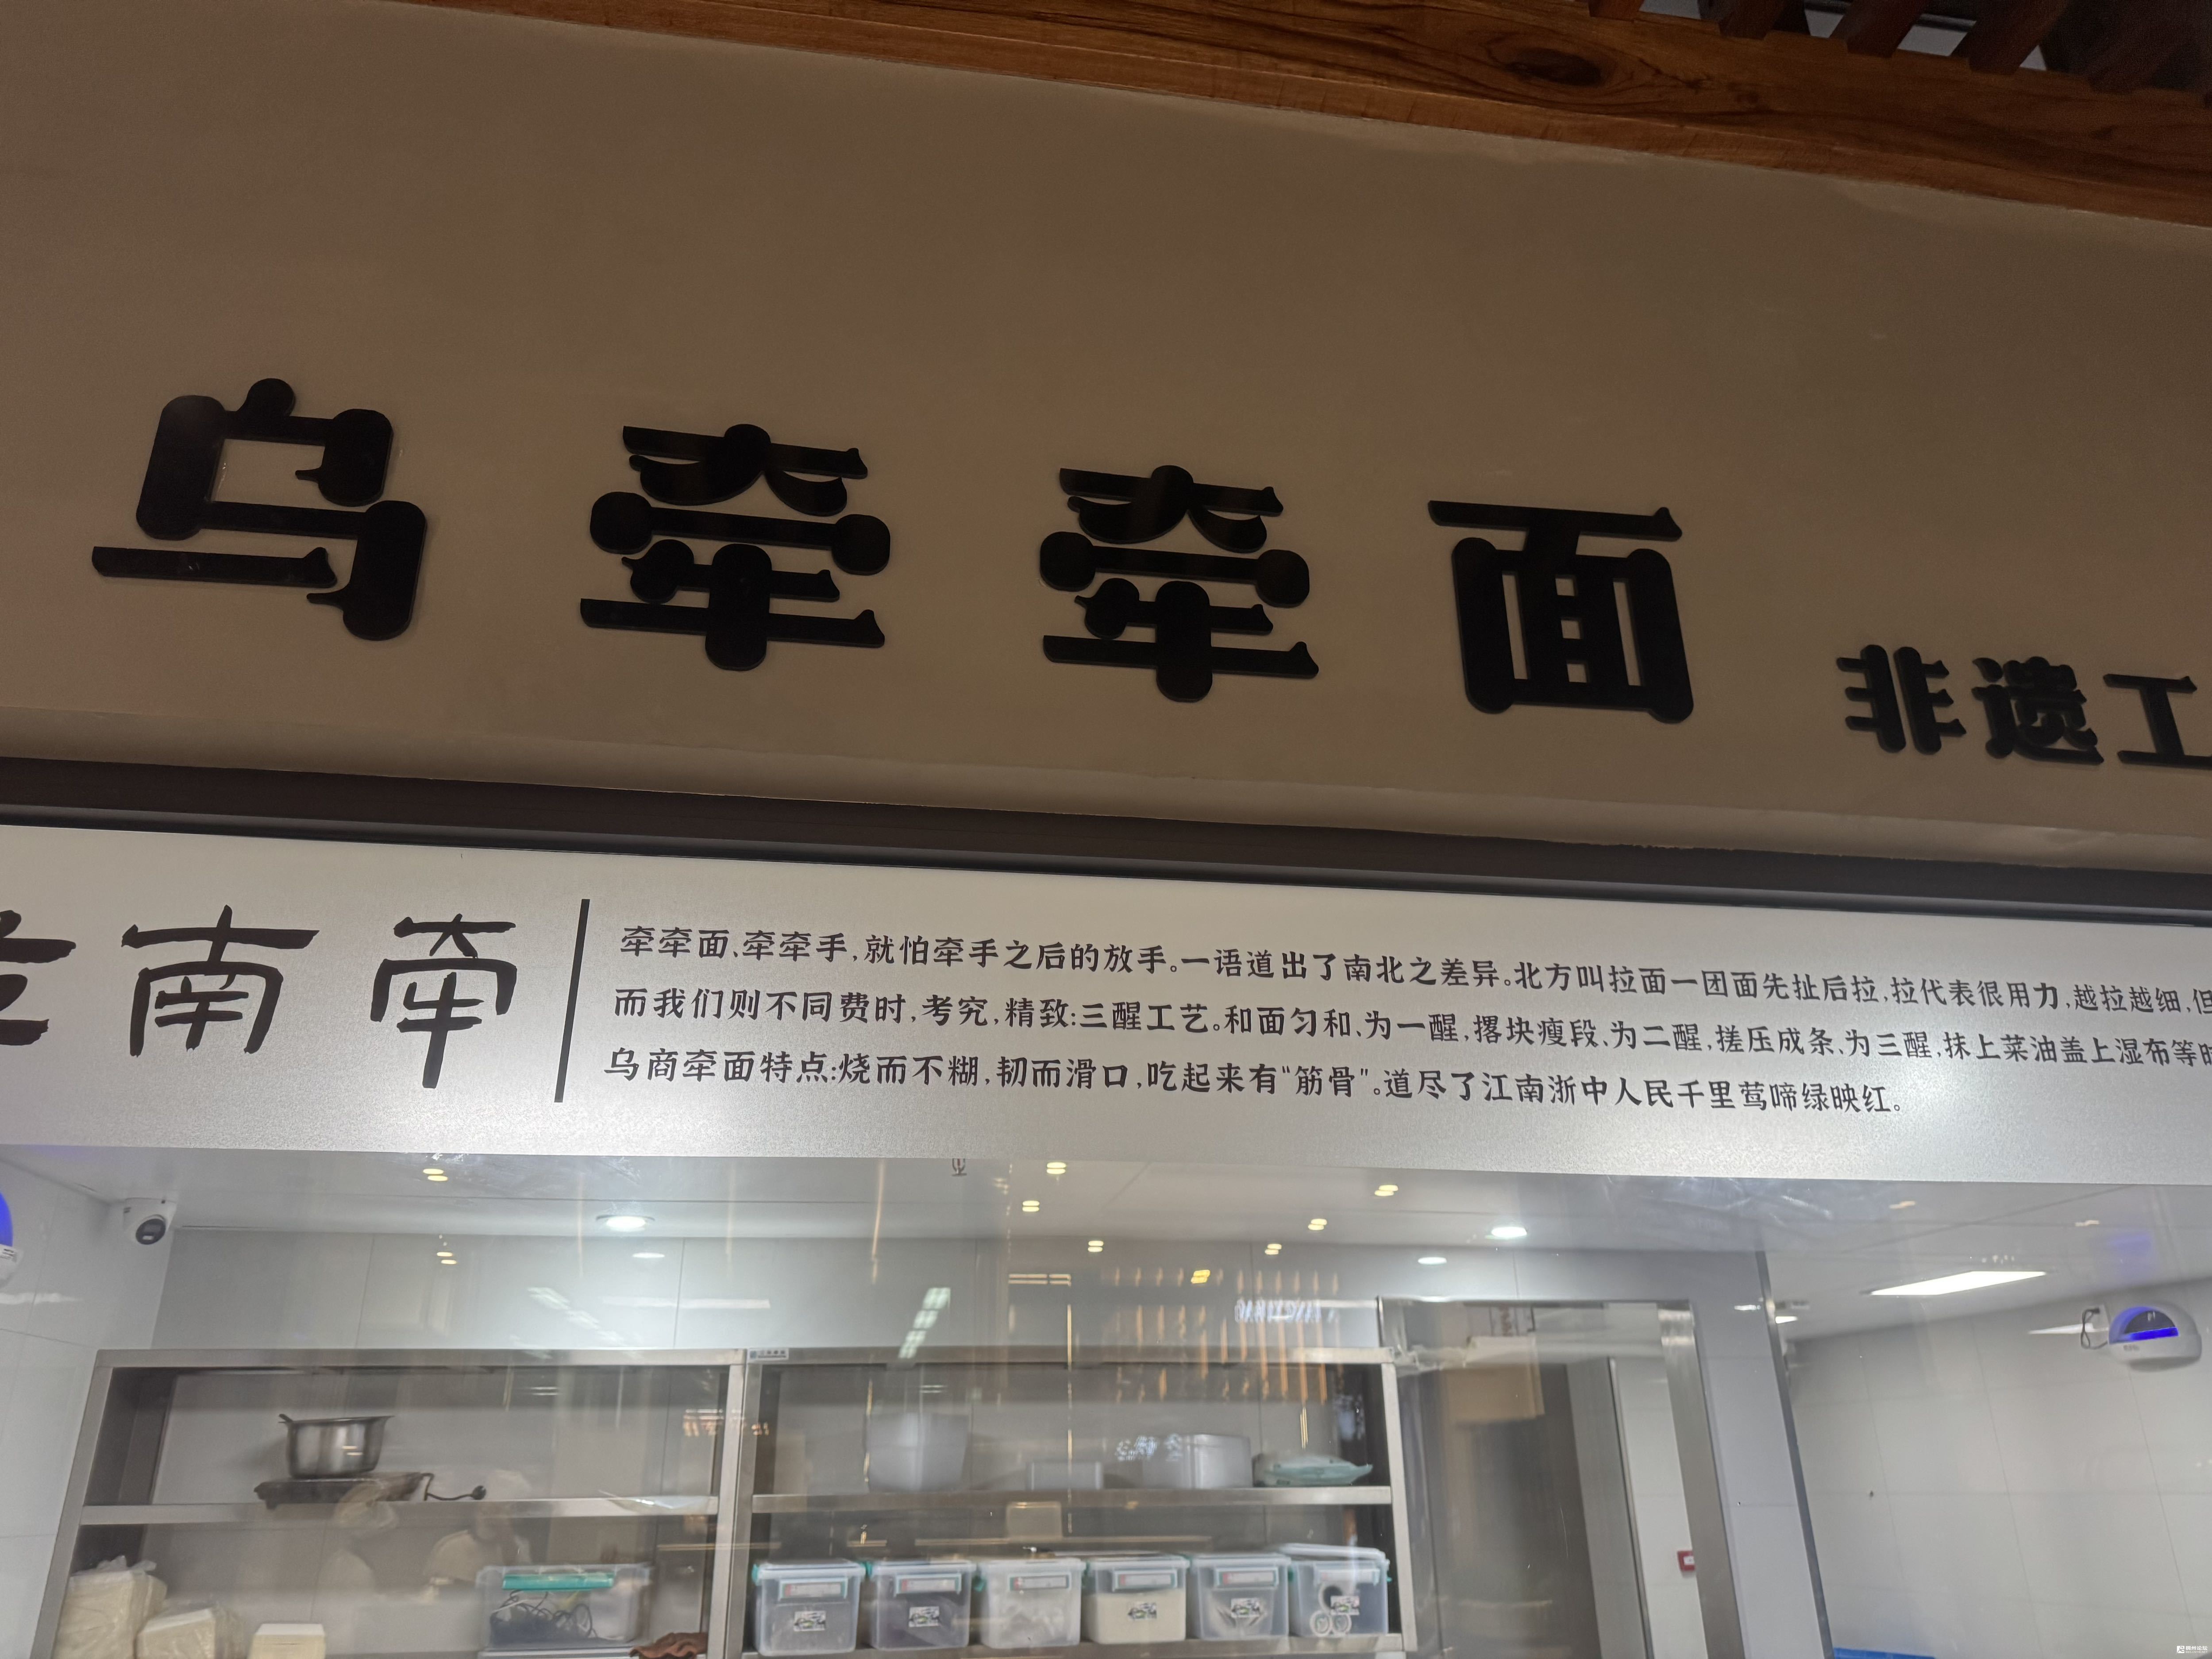 乌牵牵面 非遗工
南牵
牵牵面、牵牵手,就怕牵手之后的放手。一语道出了南北之差异。北方叫拉面一团面先扯后拉,拉代表很用力,越拉越细,但
而我们则不同费时,考究,精致:三醒工艺。和面匀和、为一醒,撂块瘦段、为二醒,搓压成条、为三醒,抹上菜油盖上湿布等
乌商牵面特点:烧而不糊,韧而滑口,吃起来有“筋骨”。道尽了江南浙中人民千里莺啼绿映红。